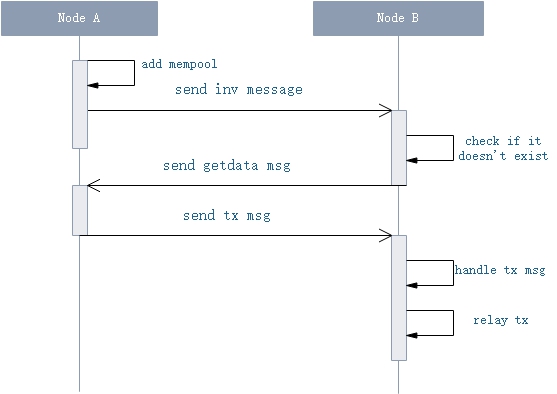 Node A
Node B
add mempool
send inv message
check if it
doesn't exist
send getdata msg
send tx msg
handle tx msg
relay tx